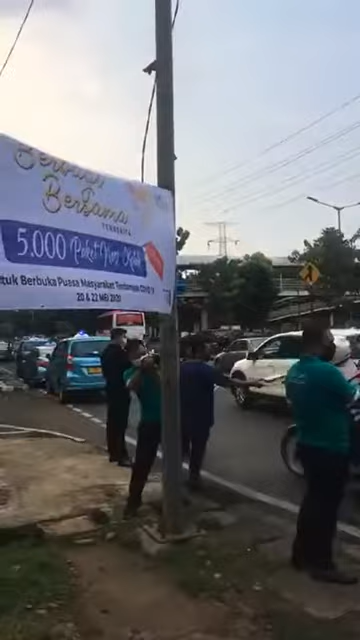 Berbagi
Bersama
5.000 Paket Nasi Kotak
Untuk Berbuka Puasa Masyarakat Terdampak COVID-19
20 & 22 MEI 2020